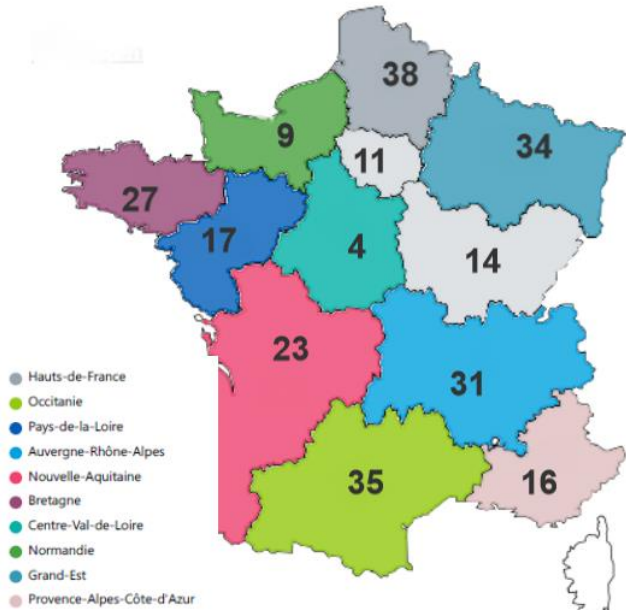 38
9
11
34
27
17
4
14
23
31
35
16
Hauts-de-France
Occitanie
Pays-de-la-Loire
Auvergne-Rhône-Alpes
Nouvelle-Aquitaine
Bretagne
Centre-Val-de-Loire
Normandie
Grand-Est
Provence-Alpes-Côte-d'Azur